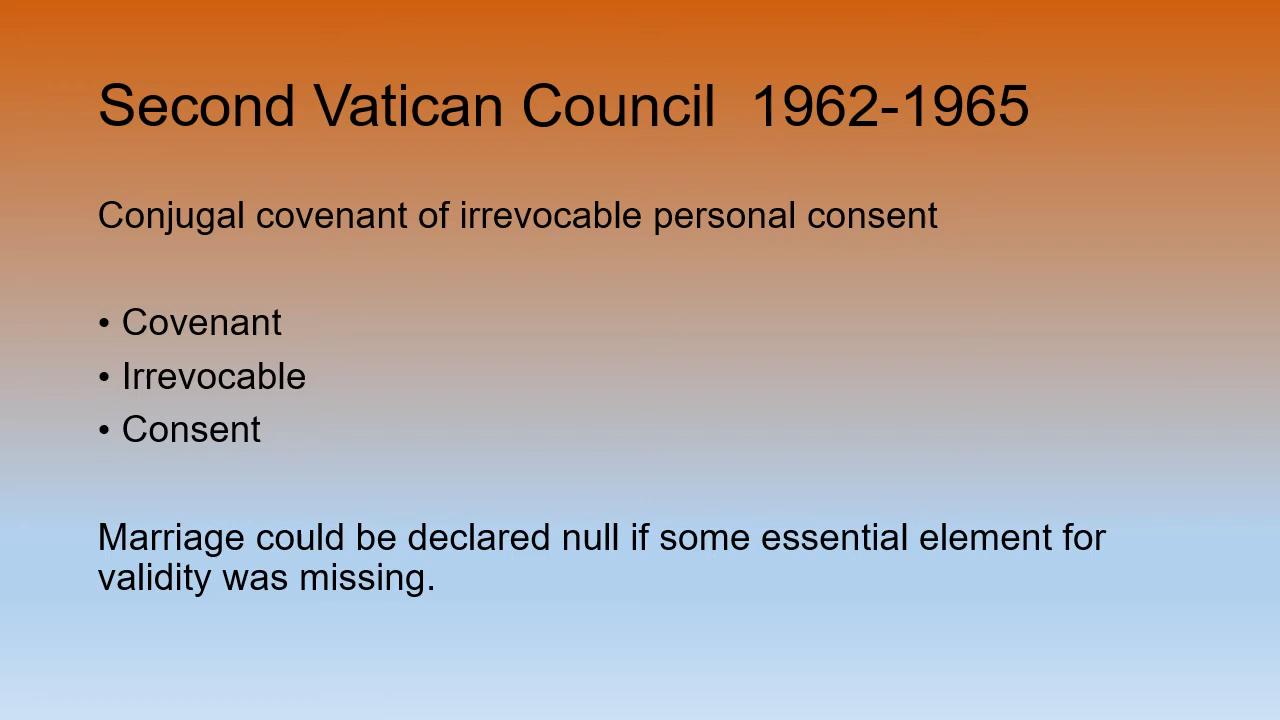 Second Vatican Council  1962-1965
Conjugal covenant of irrevocable personal consent
• Covenant
• Irrevocable
• Consent
Marriage could be declared null if some essential element for
validity was missing.